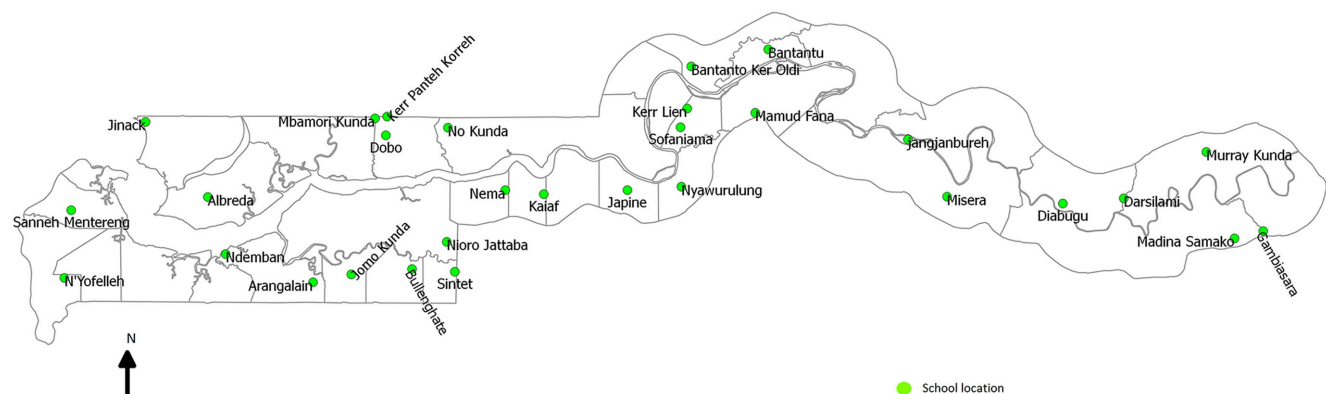 Kerr Panteh Korreh
Bantantu
Bantanto Ker Oldi
Jinack
Mbamori Kunda
No Kunda
Kerr Lien
Mamud Fana
Dobo
Sofaniama
Jangjanbureh
Murray Kunda
Albreda
Nema
Kaiaf
Japine
Nyawurulung
Misera
Diabugu
Darsilami
Sanneh Mentereng
Jomo Kunda
Nioro Jattaba
Madina Samako
Gambiasara
Ndemban
N'Yofelleh
Arangalain
Bullenghate
Sintet
N
School location